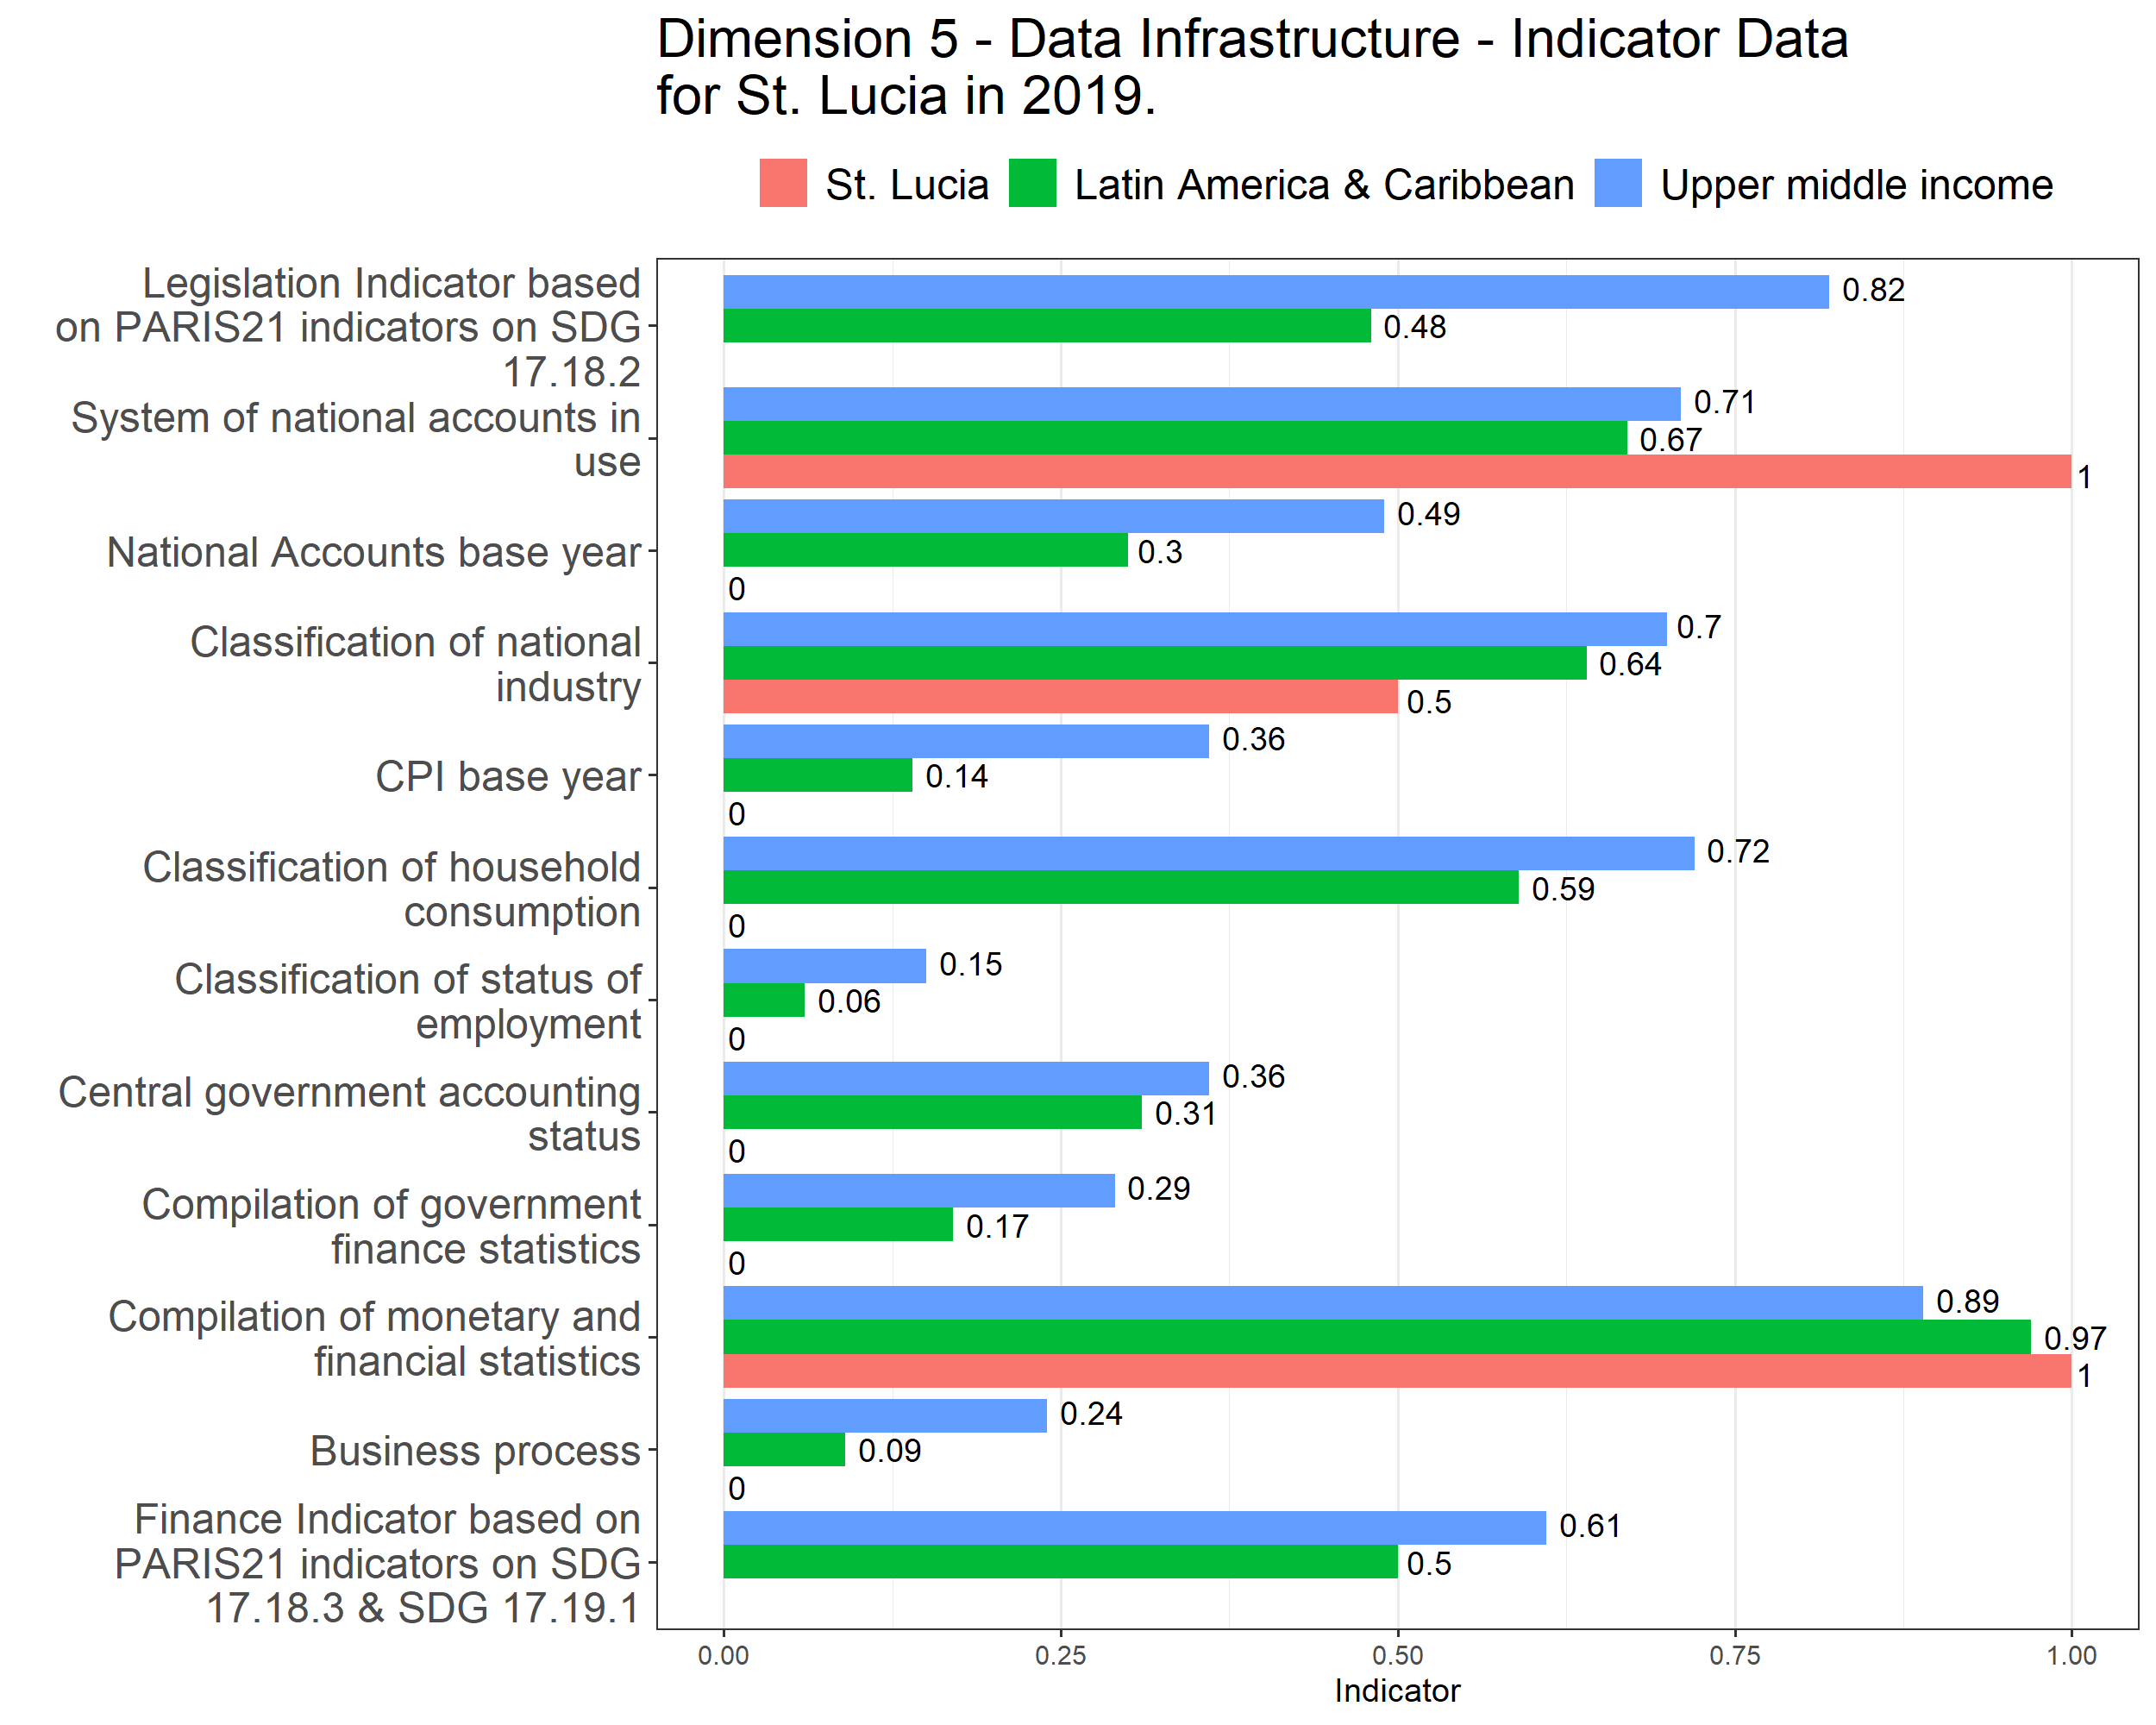 Dimension 5 - Data Infrastructure - Indicator Data
for St. Lucia in 2019.
St. Lucia
Latin America & Caribbean
Upper middle income
Legislation Indicator based
on PARIS21 indicators on SDG
17.18.2
0.82
0.48
System of national accounts in
use
0.71
0.67
1
National Accounts base year
0.49
0.3
0
Classification of national
industry
0.7
0.64
0.5
CPI base year
0.36
0.14
0
Classification of household
consumption
0.72
0.59
0
Classification of status of
employment
0.15
0.06
0
Central government accounting
status
0.36
0.31
0
Compilation of government
finance statistics
0.29
0.17
0
Compilation of monetary and
financial statistics
0.89
0.97
1
Business process
0.24
0.09
0
Finance Indicator based on
PARIS21 indicators on SDG
17.18.3 & SDG 17.19.1
0.61
0.5
0.00
0.25
0.50
0.75
1.00
Indicator